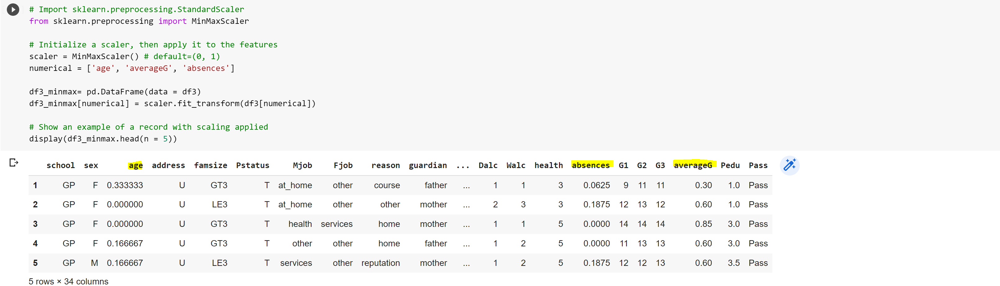 # Import sklearn.preprocessing.StandardScaler
from sklearn.preprocessing import MinMaxScaler
# Initialize a scaler, then apply it to the features
scaler = MinMaxScaler() # default=(0, 1)
numerical = ['age', 'averageG', 'absences']
df3_minmax= pd.DataFrame(data = df3)
df3_minmax[numerical] = scaler.fit_transform(df3[numerical])
# Show an example of a record with scaling applied
display(df3_minmax.head(n = 5))
school sex age address famsize Pstatus Mjob Fjob reason guardian ... Dalc Walc health absences G1 G2 G3 averageG Pedu Pass
1 GP F 0.333333 U GT3 T at_home other course father ... 1 1 3 0.0625 9 11 11 0.30 1.0 Pass
2 GP F 0.000000 U LE3 T at_home other other mother ... 2 3 3 0.1875 12 13 12 0.60 1.0 Pass
3 GP F 0.000000 U GT3 T health services home mother ... 1 1 5 0.0000 14 14 14 0.85 3.0 Pass
4 GP F 0.166667 U GT3 T other other home father ... 1 2 5 0.0000 11 13 13 0.60 3.0 Pass
5 GP M 0.166667 U LE3 T services other reputation mother ... 1 2 5 0.1875 12 12 13 0.60 3.5 Pass
5 rows × 34 columns